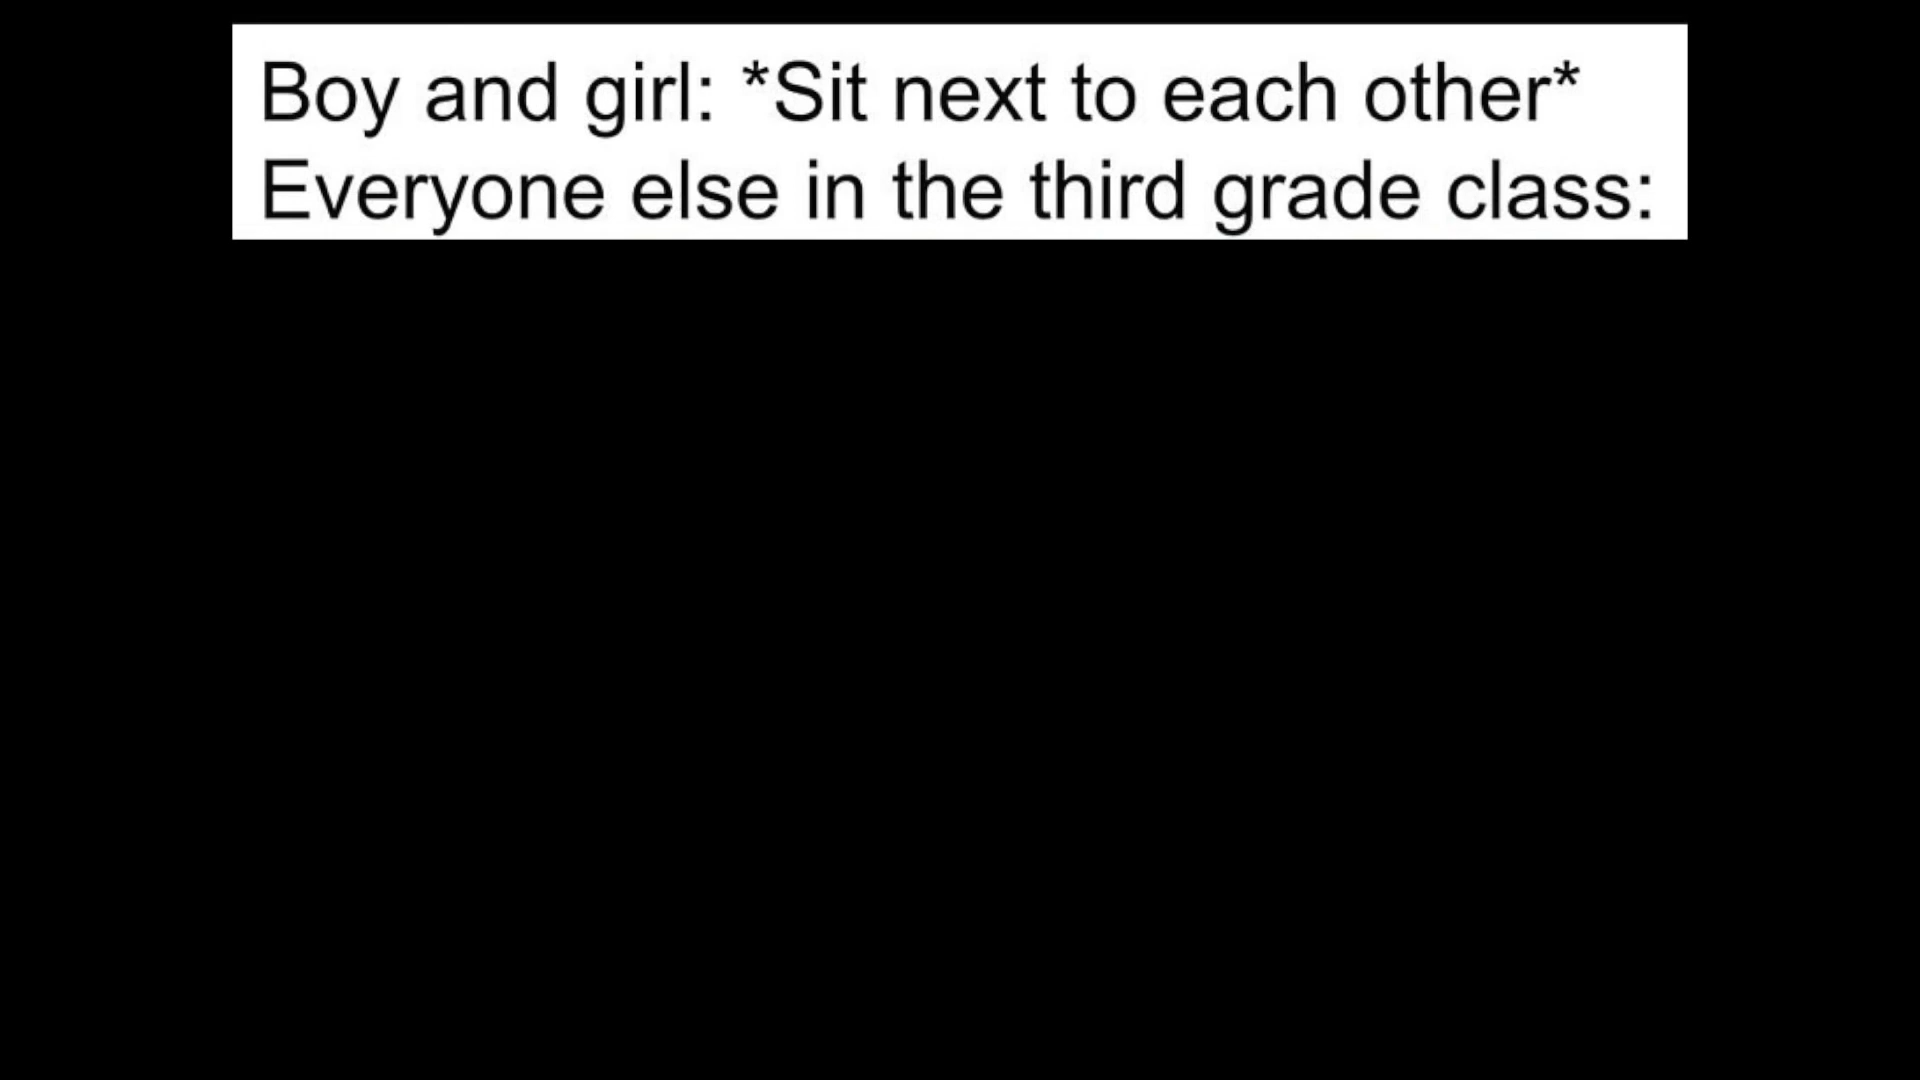 Boy and girl: *Sit next to each other*
Everyone else in the third grade class: